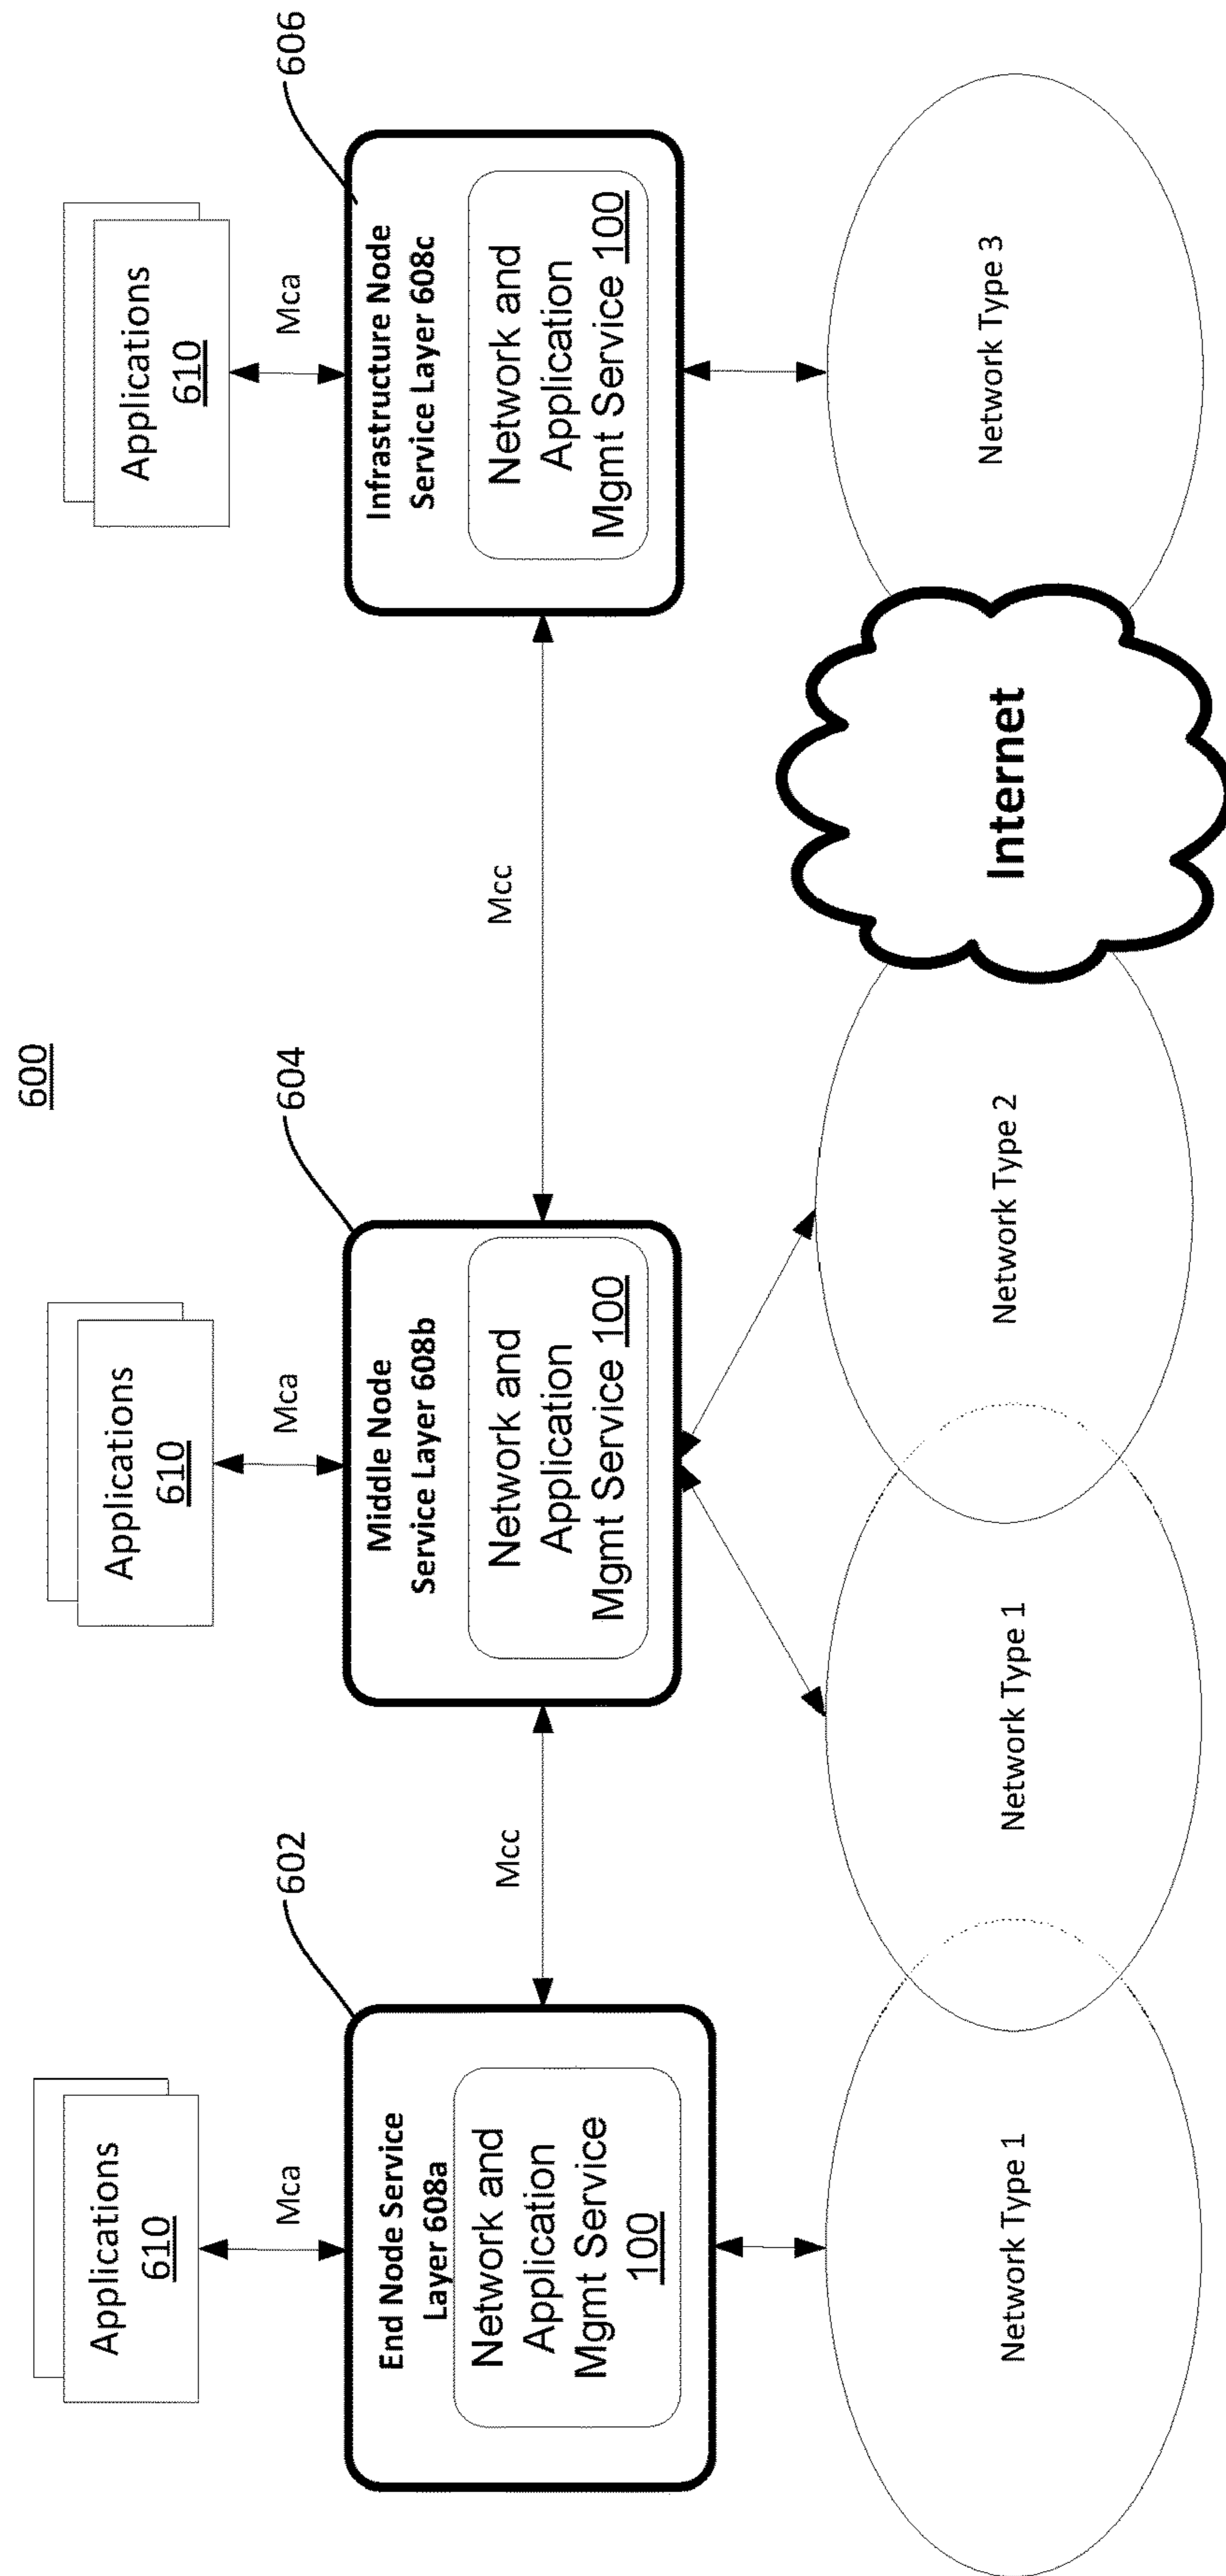 600
Applications
610
Mca
602
End Node Service
Layer 608a
Network and
Application
Mgmt Service
100
Mcc
Applications
610
Mca
604
Middle Node
Service Layer 608b
Network and
Application
Mgmt Service 100
Mcc
Applications
610
Mca
606
Infrastructure Node
Service Layer 608c
Network and
Application
Mgmt Service 100
Network Type 1
Network Type 1
Network Type 2
Internet
Network Type 3